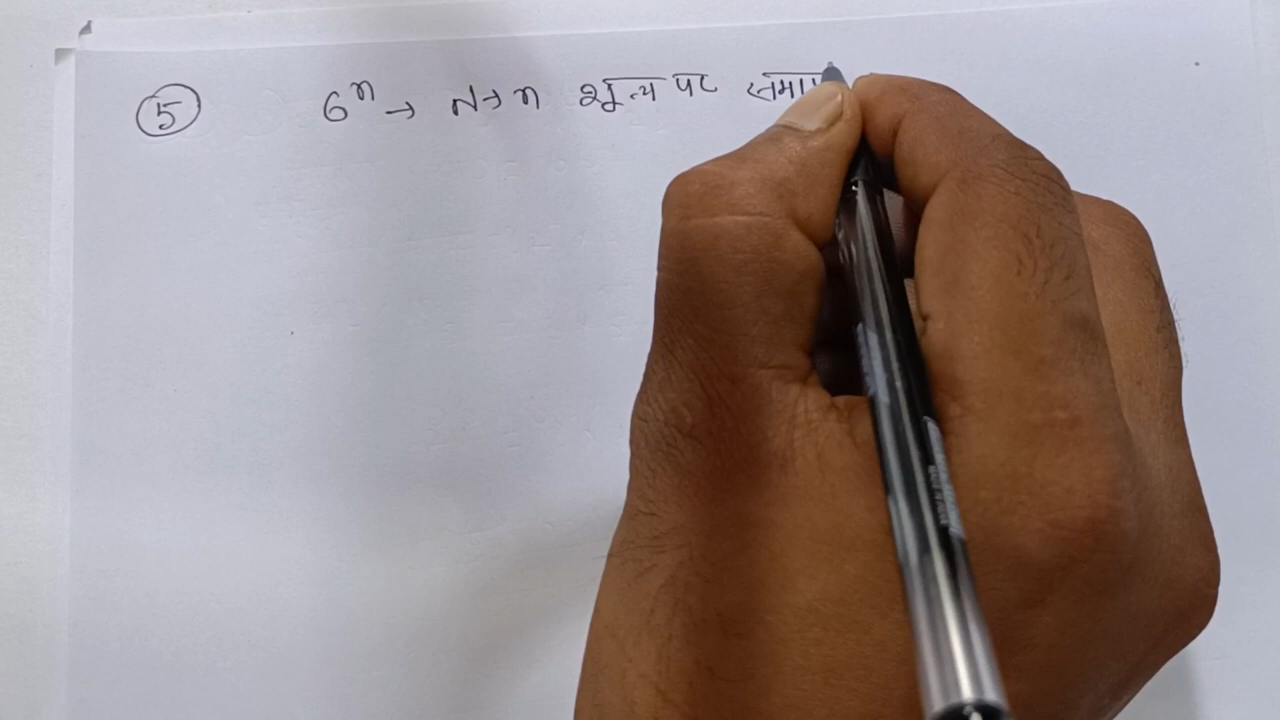 ⑤ 6ⁿ → N → n शून्य पर समा